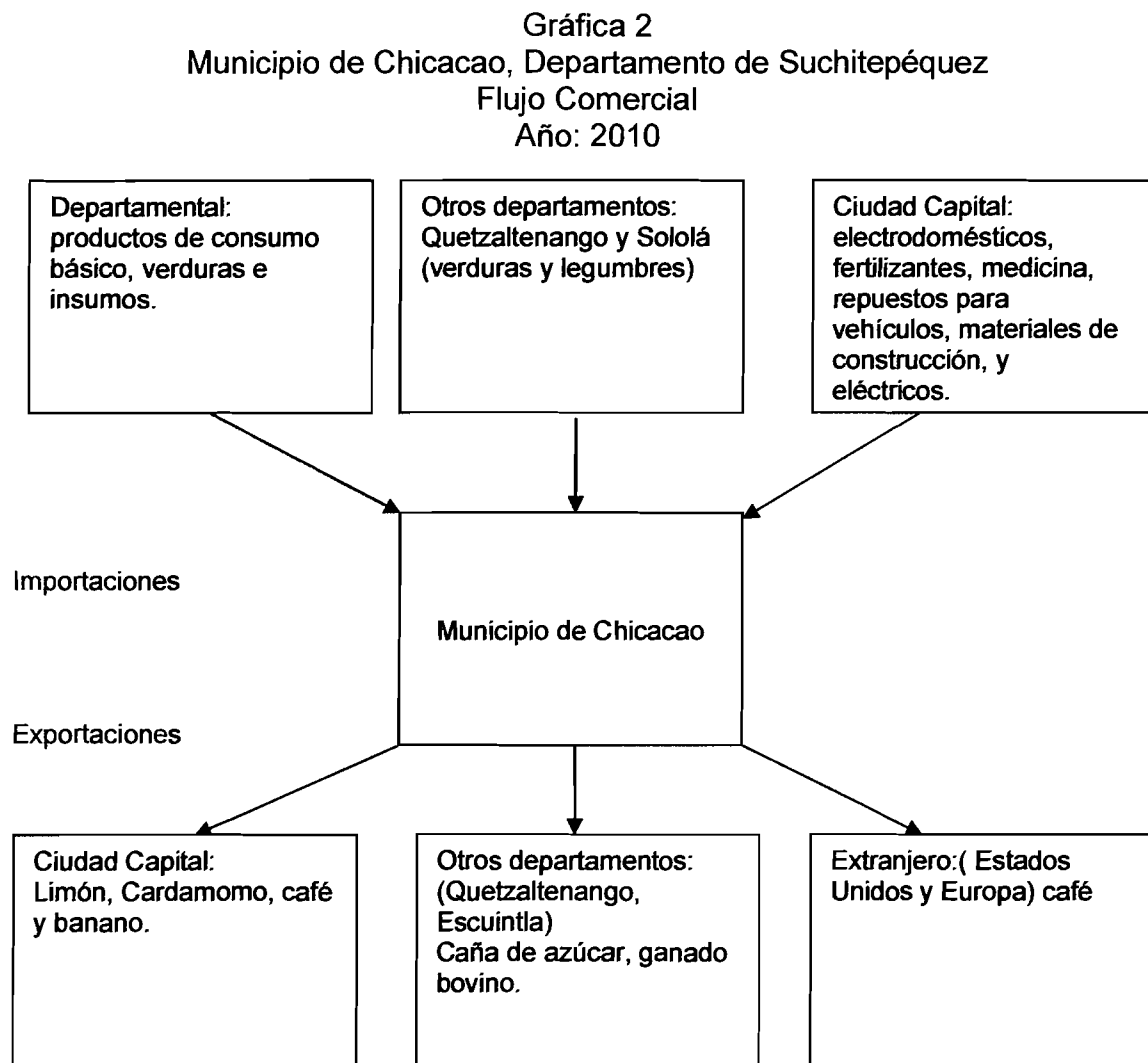 Gráfica 2
Municipio de Chicacao, Departamento de Suchitepéquez
Flujo Comercial
Año: 2010
Departamental:
productos de consumo
básico, verduras e
insumos.
Otros departamentos:
Quetzaltenango y Sololá
(verduras y legumbres)
Ciudad Capital:
electrodomésticos,
fertilizantes, medicina,
repuestos para
vehículos, materiales de
construcción, y
eléctricos.
Importaciones
Municipio de Chicacao
Exportaciones
Ciudad Capital:
Limón, Cardamomo, café
y banano.
Otros departamentos:
(Quetzaltenango,
Escuintla)
Caña de azúcar, ganado
bovino.
Extranjero:( Estados
Unidos y Europa) café